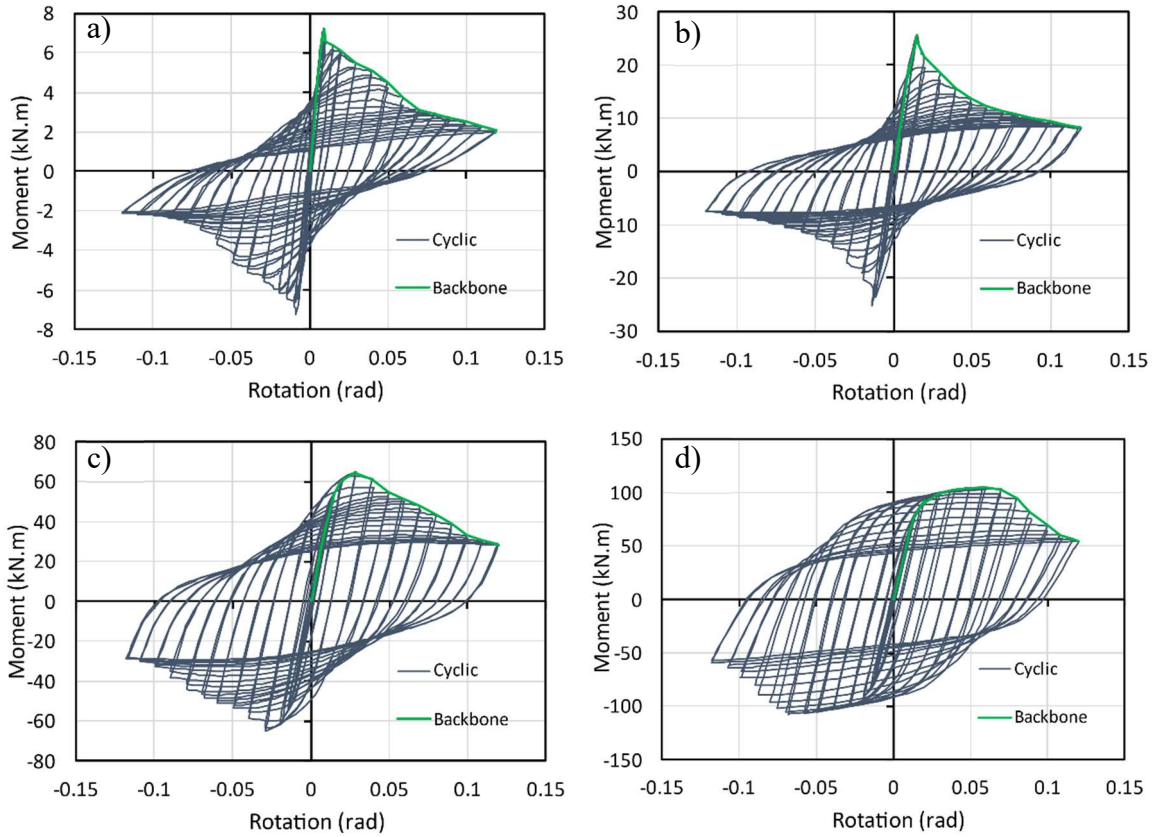 a)
8
6
4
2
0
-2
-4
-6
-8
-0.15 -0.1 -0.05 0 0.05 0.1 0.15
Moment (kN.m)
Rotation (rad)
Cyclic
Backbone
b)
30
20
10
0
-10
-20
-30
-0.15 -0.1 -0.05 0 0.05 0.1 0.15
Moment (kN.m)
Rotation (rad)
Cyclic
Backbone
c)
80
60
40
20
0
-20
-40
-60
-80
-0.15 -0.1 -0.05 0 0.05 0.1 0.15
Moment (kN.m)
Rotation (rad)
Cyclic
Backbone
d)
150
100
50
0
-50
-100
-150
-0.15 -0.1 -0.05 0 0.05 0.1 0.15
Moment (kN.m)
Rotation (rad)
Cyclic
Backbone